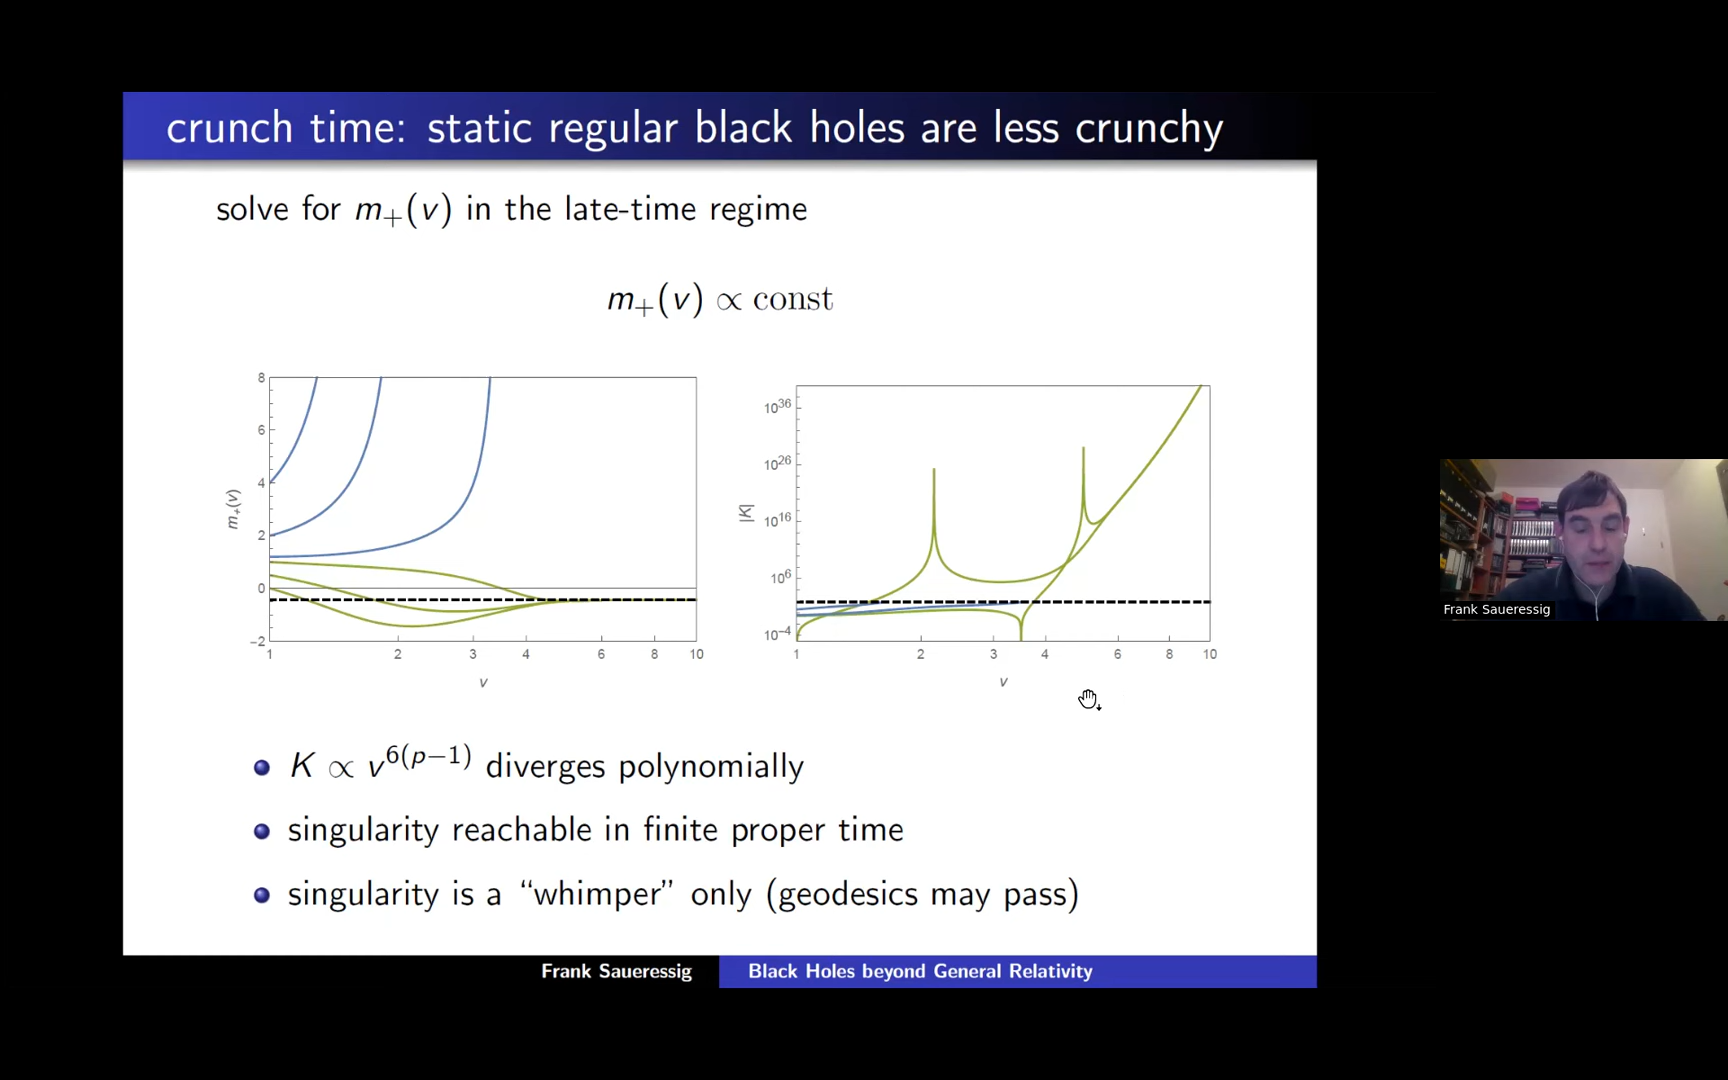 crunch time: static regular black holes are less crunchy
solve for m₊(v) in the late-time regime
m₊(v) ∝ const
8
6
4
2
0
−2
m₊(v)
1 2 3 4 6 8 10
v
10³⁶
10²⁶
10¹⁶
10⁶
10⁻⁴
|K|
1 2 3 4 6 8 10
v
K ∝ v⁶⁽ᵖ⁻¹⁾ diverges polynomially
singularity reachable in finite proper time
singularity is a “whimper” only (geodesics may pass)
Frank Saueressig Black Holes beyond General Relativity
Frank Saueressig